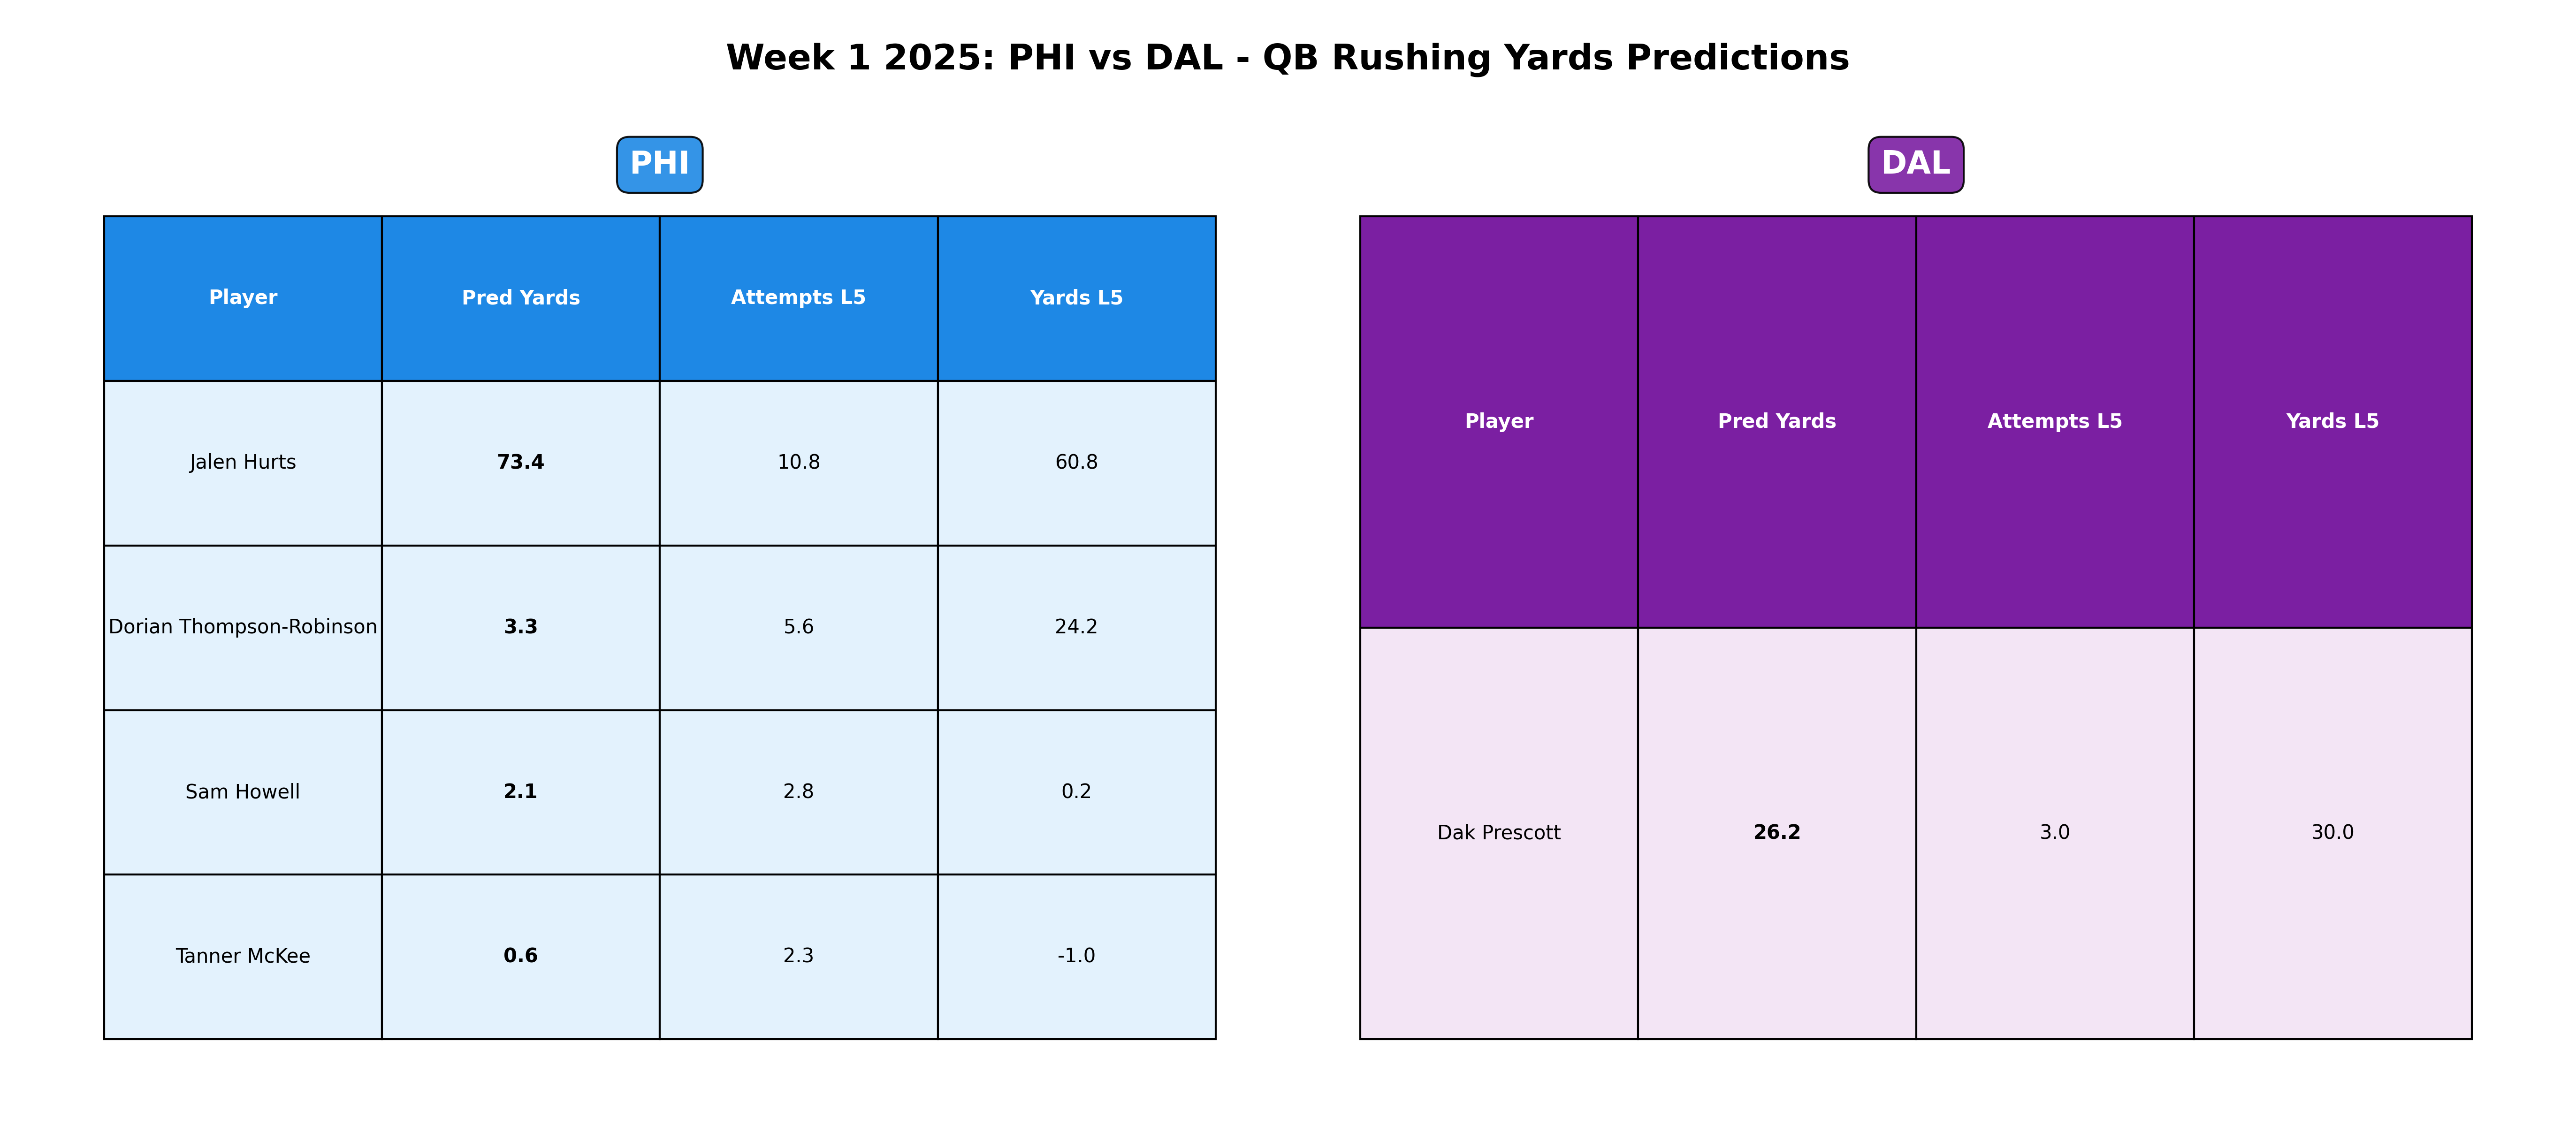 Week 1 2025: PHI vs DAL - QB Rushing Yards Predictions
PHI
Player Pred Yards Attempts L5 Yards L5
Jalen Hurts 73.4 10.8 60.8
Dorian Thompson-Robinson 3.3 5.6 24.2
Sam Howell 2.1 2.8 0.2
Tanner McKee 0.6 2.3 -1.0
DAL
Player Pred Yards Attempts L5 Yards L5
Dak Prescott 26.2 3.0 30.0